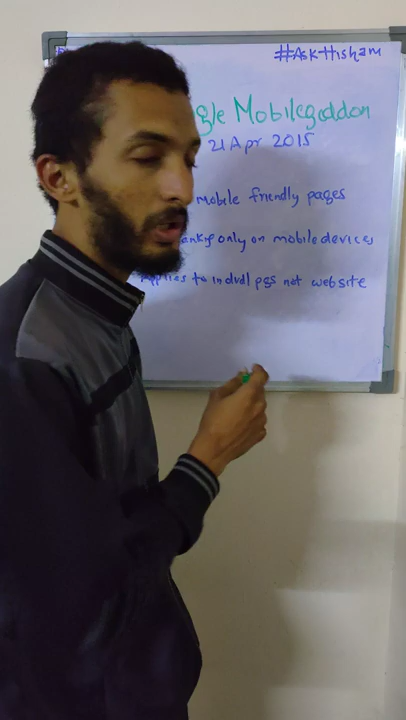 #AskHisham
gle Mobilegeddon
21 Apr 2015
mobile friendly pages
only on mobile devices
Applies to indvdl pgs not website